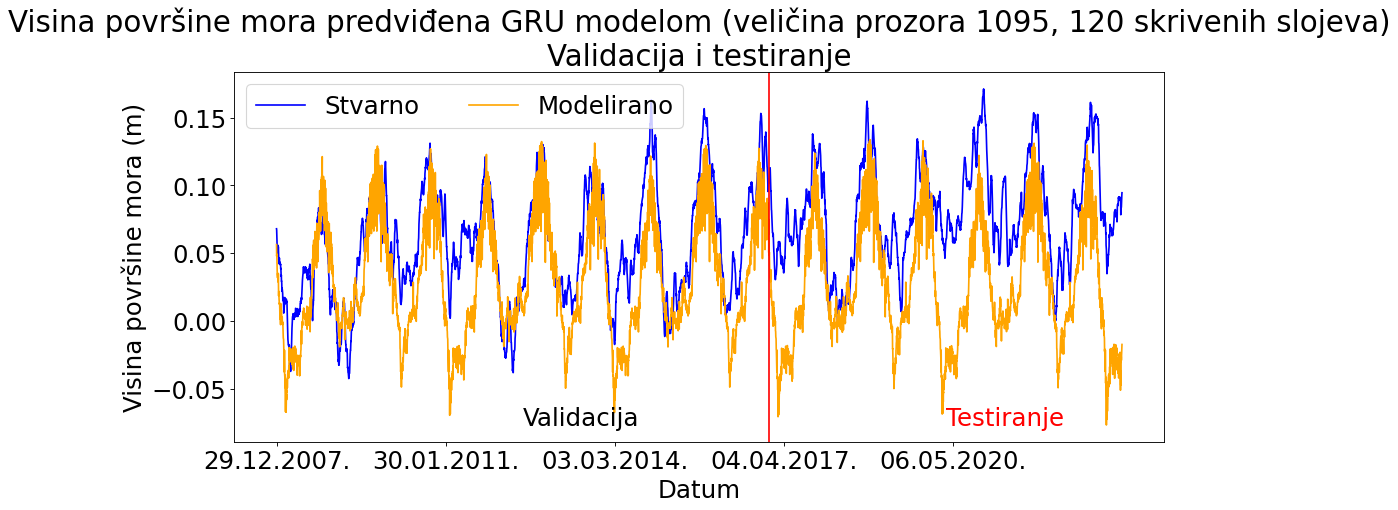 Visina površine mora predviđena GRU modelom (veličina prozora 1095, 120 skrivenih slojeva)
Validacija i testiranje
Stvarno
Modelirano
Visina površine mora (m)
0.15
0.10
0.05
0.00
−0.05
Validacija
Testiranje
29.12.2007.
30.01.2011.
03.03.2014.
04.04.2017.
06.05.2020.
Datum